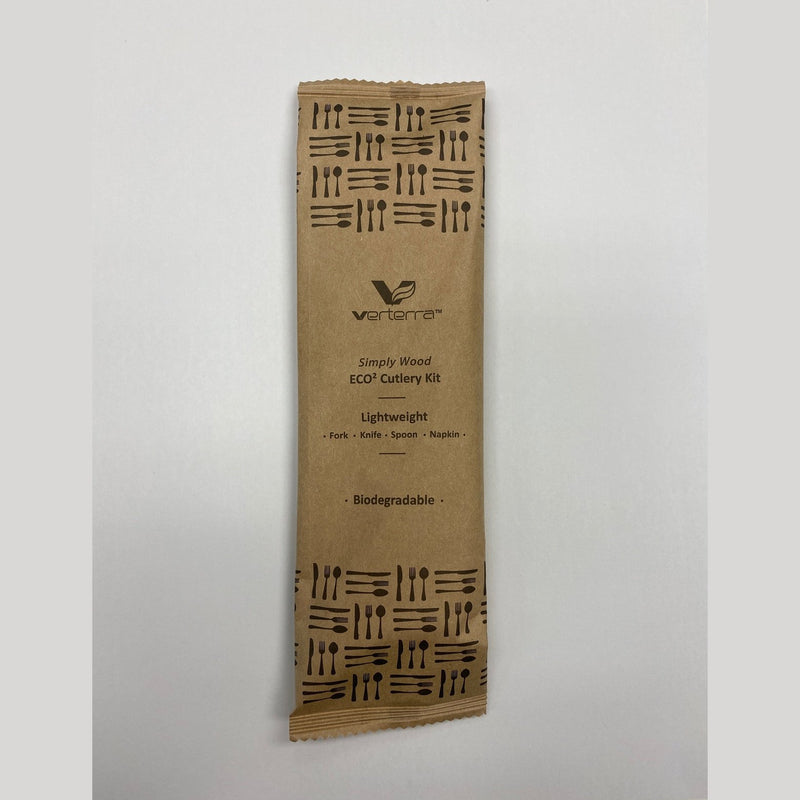 verterra™
Simply Wood
ECO² Cutlery Kit
Lightweight
• Fork • Knife • Spoon • Napkin •
• Biodegradable •